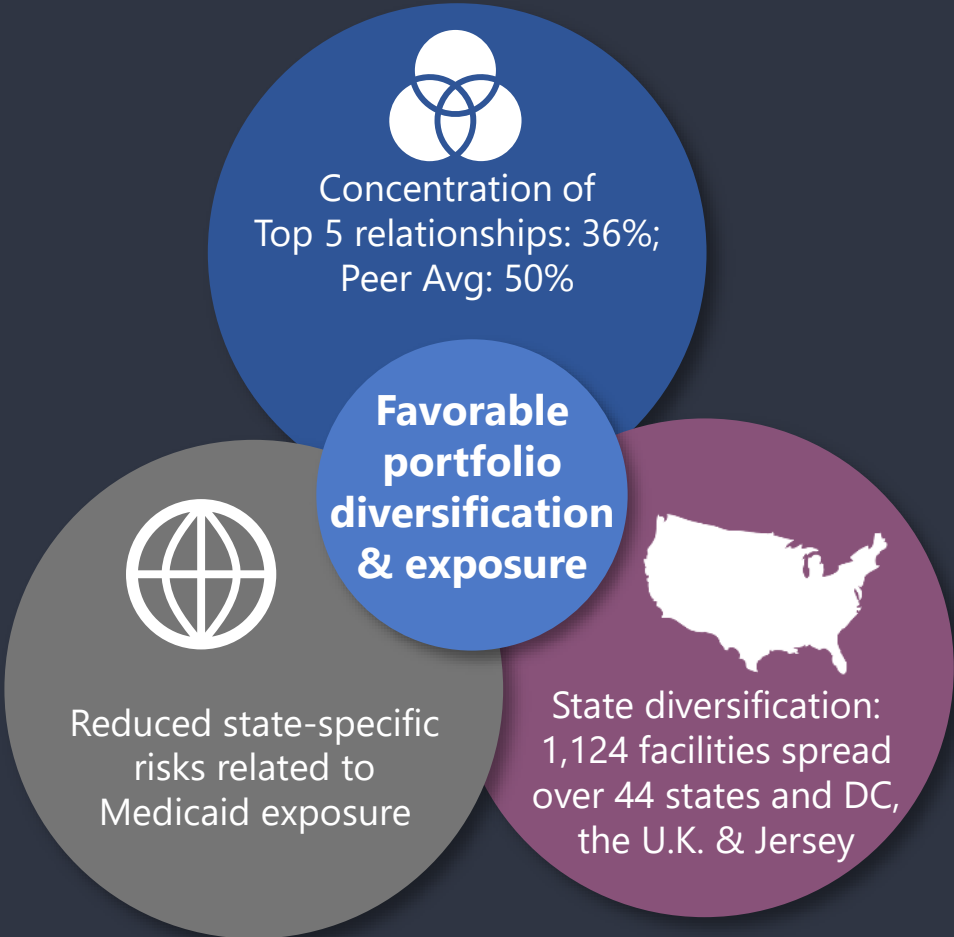 Concentration of
Top 5 relationships: 36%;
Peer Avg: 50%
Favorable
portfolio
diversification
& exposure
Reduced state-specific
risks related to
Medicaid exposure
State diversification:
1,124 facilities spread
over 44 states and DC,
the U.K. & Jersey